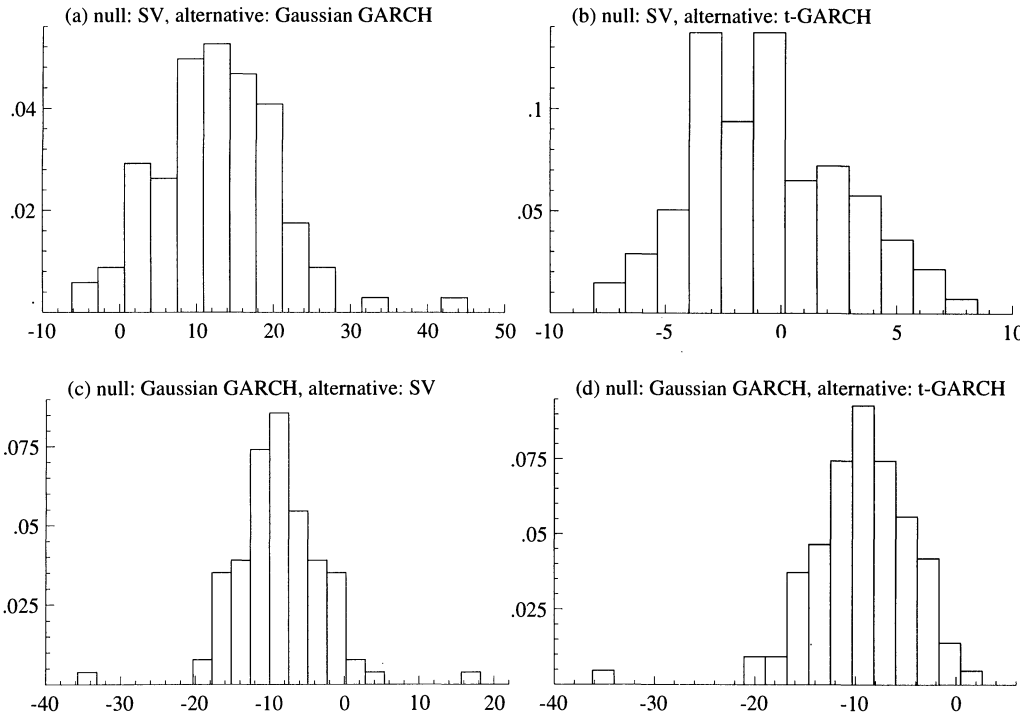 (a) null: SV, alternative: Gaussian GARCH
.04
.02
-10 0 10 20 30 40 50
(b) null: SV, alternative: t-GARCH
.1
.05
-10 -5 0 5 10
(c) null: Gaussian GARCH, alternative: SV
.075
.05
.025
-40 -30 -20 -10 0 10 20
(d) null: Gaussian GARCH, alternative: t-GARCH
.075
.05
.025
-40 -30 -20 -10 0